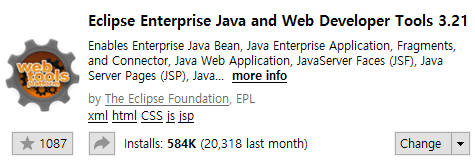 Eclipse Enterprise Java and Web Developer Tools 3.21
Enables Enterprise Java Bean, Java Enterprise Application, Fragments,
and Connector, Java Web Application, JavaServer Faces (JSF), Java
Server Pages (JSP), Java... more info
by The Eclipse Foundation, EPL
xml html CSS js jsp
1087 Installs: 584K (20,318 last month) Change
web
tools
platform